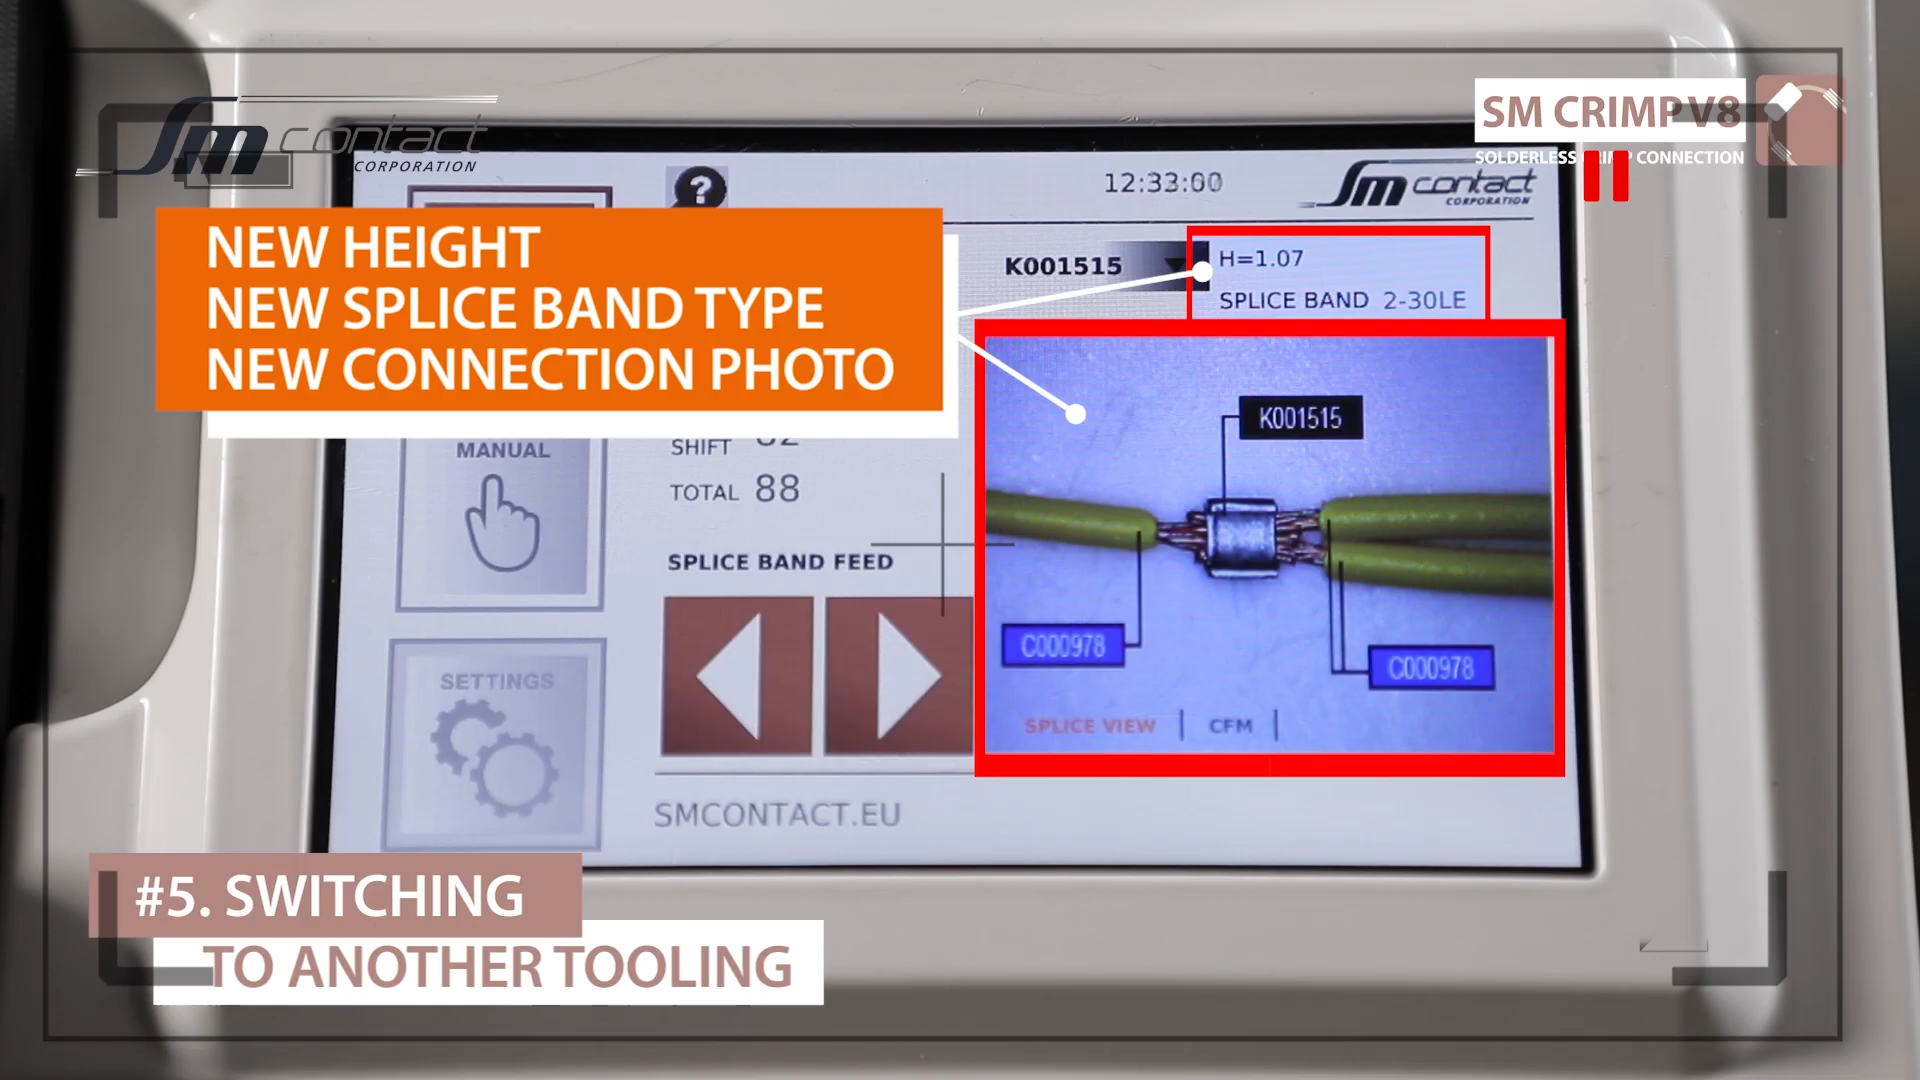 Sm contact
CORPORATION
SM CRIMP V8
SOLDERLESS CRIMP CONNECTION
?
12:33:00
Sm contact
CORPORATION
NEW HEIGHT
NEW SPLICE BAND TYPE
NEW CONNECTION PHOTO
K001515
H=1.07
SPLICE BAND 2-30LE
MANUAL
SHIFT
TOTAL 88
SPLICE BAND FEED
K001515
C000978
C000978
SPLICE VIEW | CFM |
SETTINGS
SMCONTACT.EU
#5. SWITCHING
TO ANOTHER TOOLING